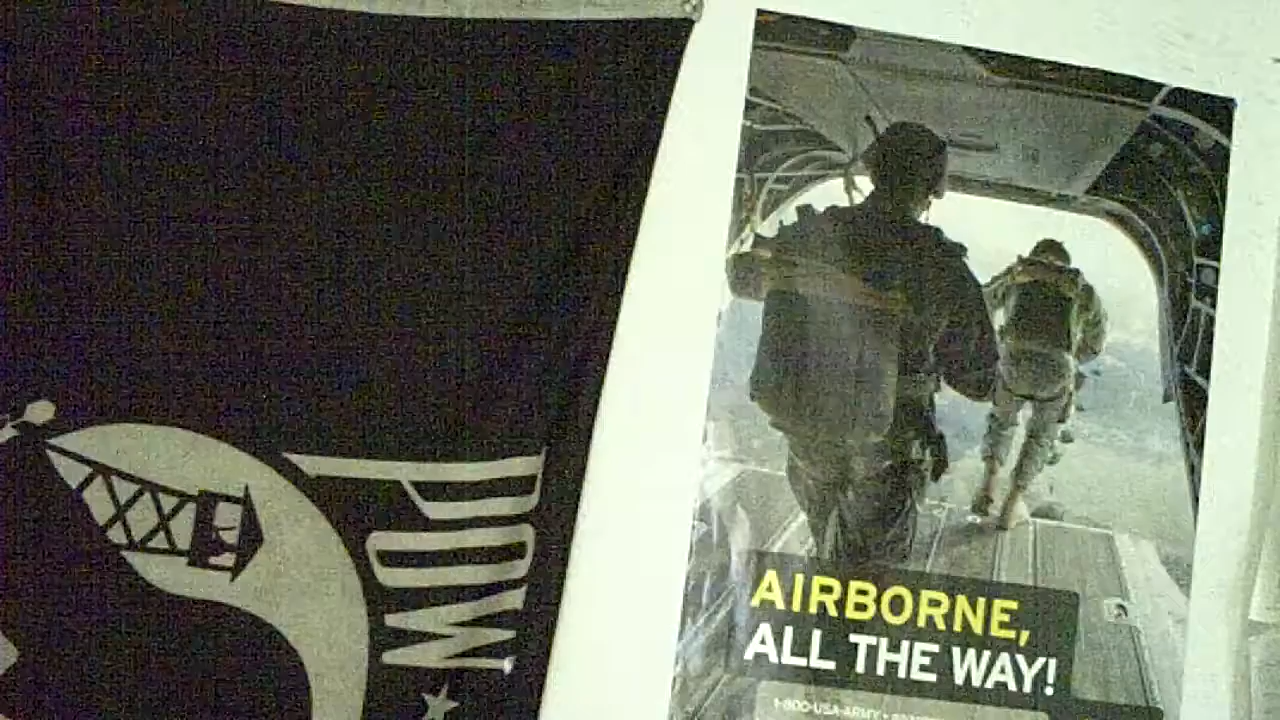 POW
AIRBORNE,
ALL THE WAY!
1-800-USA-ARMY •